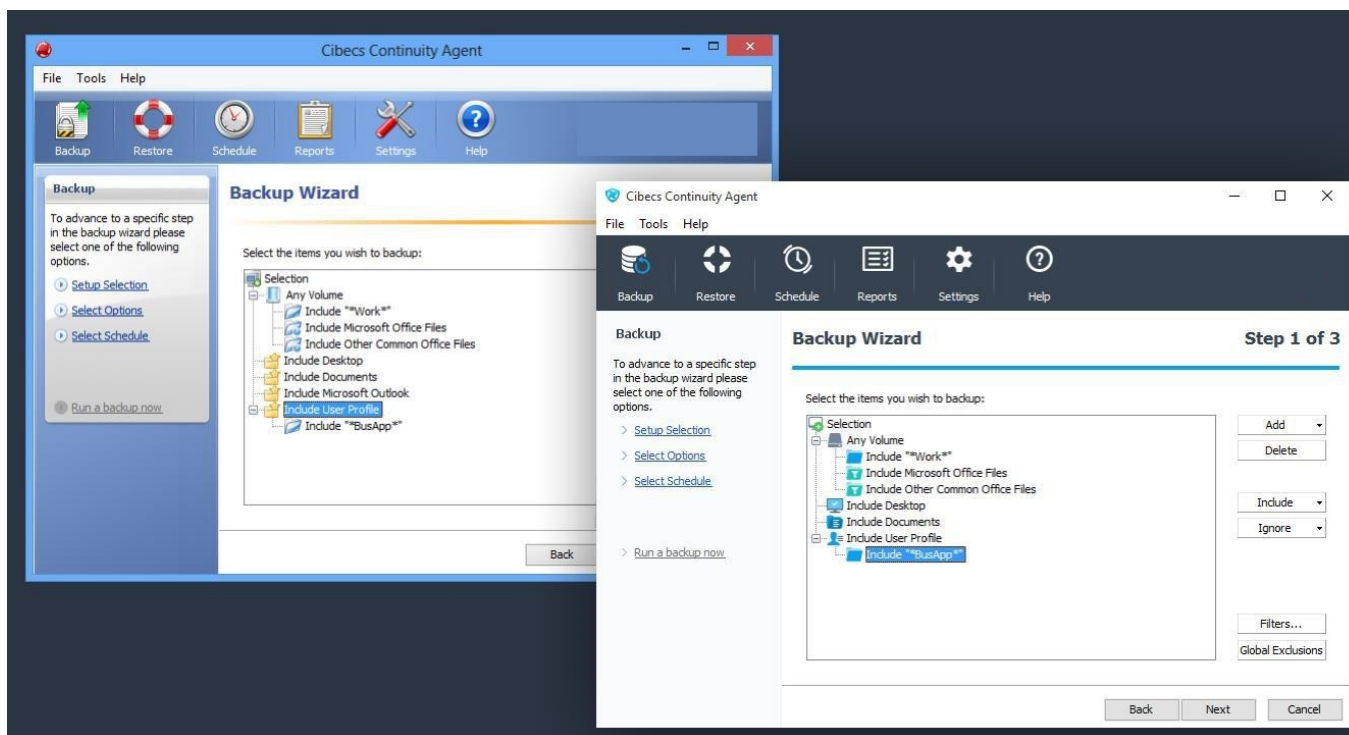 Cibecs Continuity Agent
File Tools Help
Backup Restore Schedule Reports Settings Help
Backup
To advance to a specific step
in the backup wizard please
select one of the following
options.
Setup Selection
Select Options
Select Schedule
Run a backup now
Backup Wizard
Select the items you wish to backup:
Selection
Any Volume
Include "*Work*"
Include Microsoft Office Files
Include Other Common Office Files
Include Desktop
Include Documents
Include Microsoft Outlook
Include User Profile
Include "*BusApp*"
Back
Cibecs Continuity Agent
File Tools Help
Backup Restore Schedule Reports Settings Help
Backup
To advance to a specific step
in the backup wizard please
select one of the following
options.
Setup Selection
Select Options
Select Schedule
Run a backup now
Backup Wizard Step 1 of 3
Select the items you wish to backup:
Selection
Any Volume
Include "*Work*"
Include Microsoft Office Files
Include Other Common Office Files
Include Desktop
Include Documents
Include User Profile
Include "*BusApp*"
Add
Delete
Include
Ignore
Filters...
Global Exclusions
Back Next Cancel